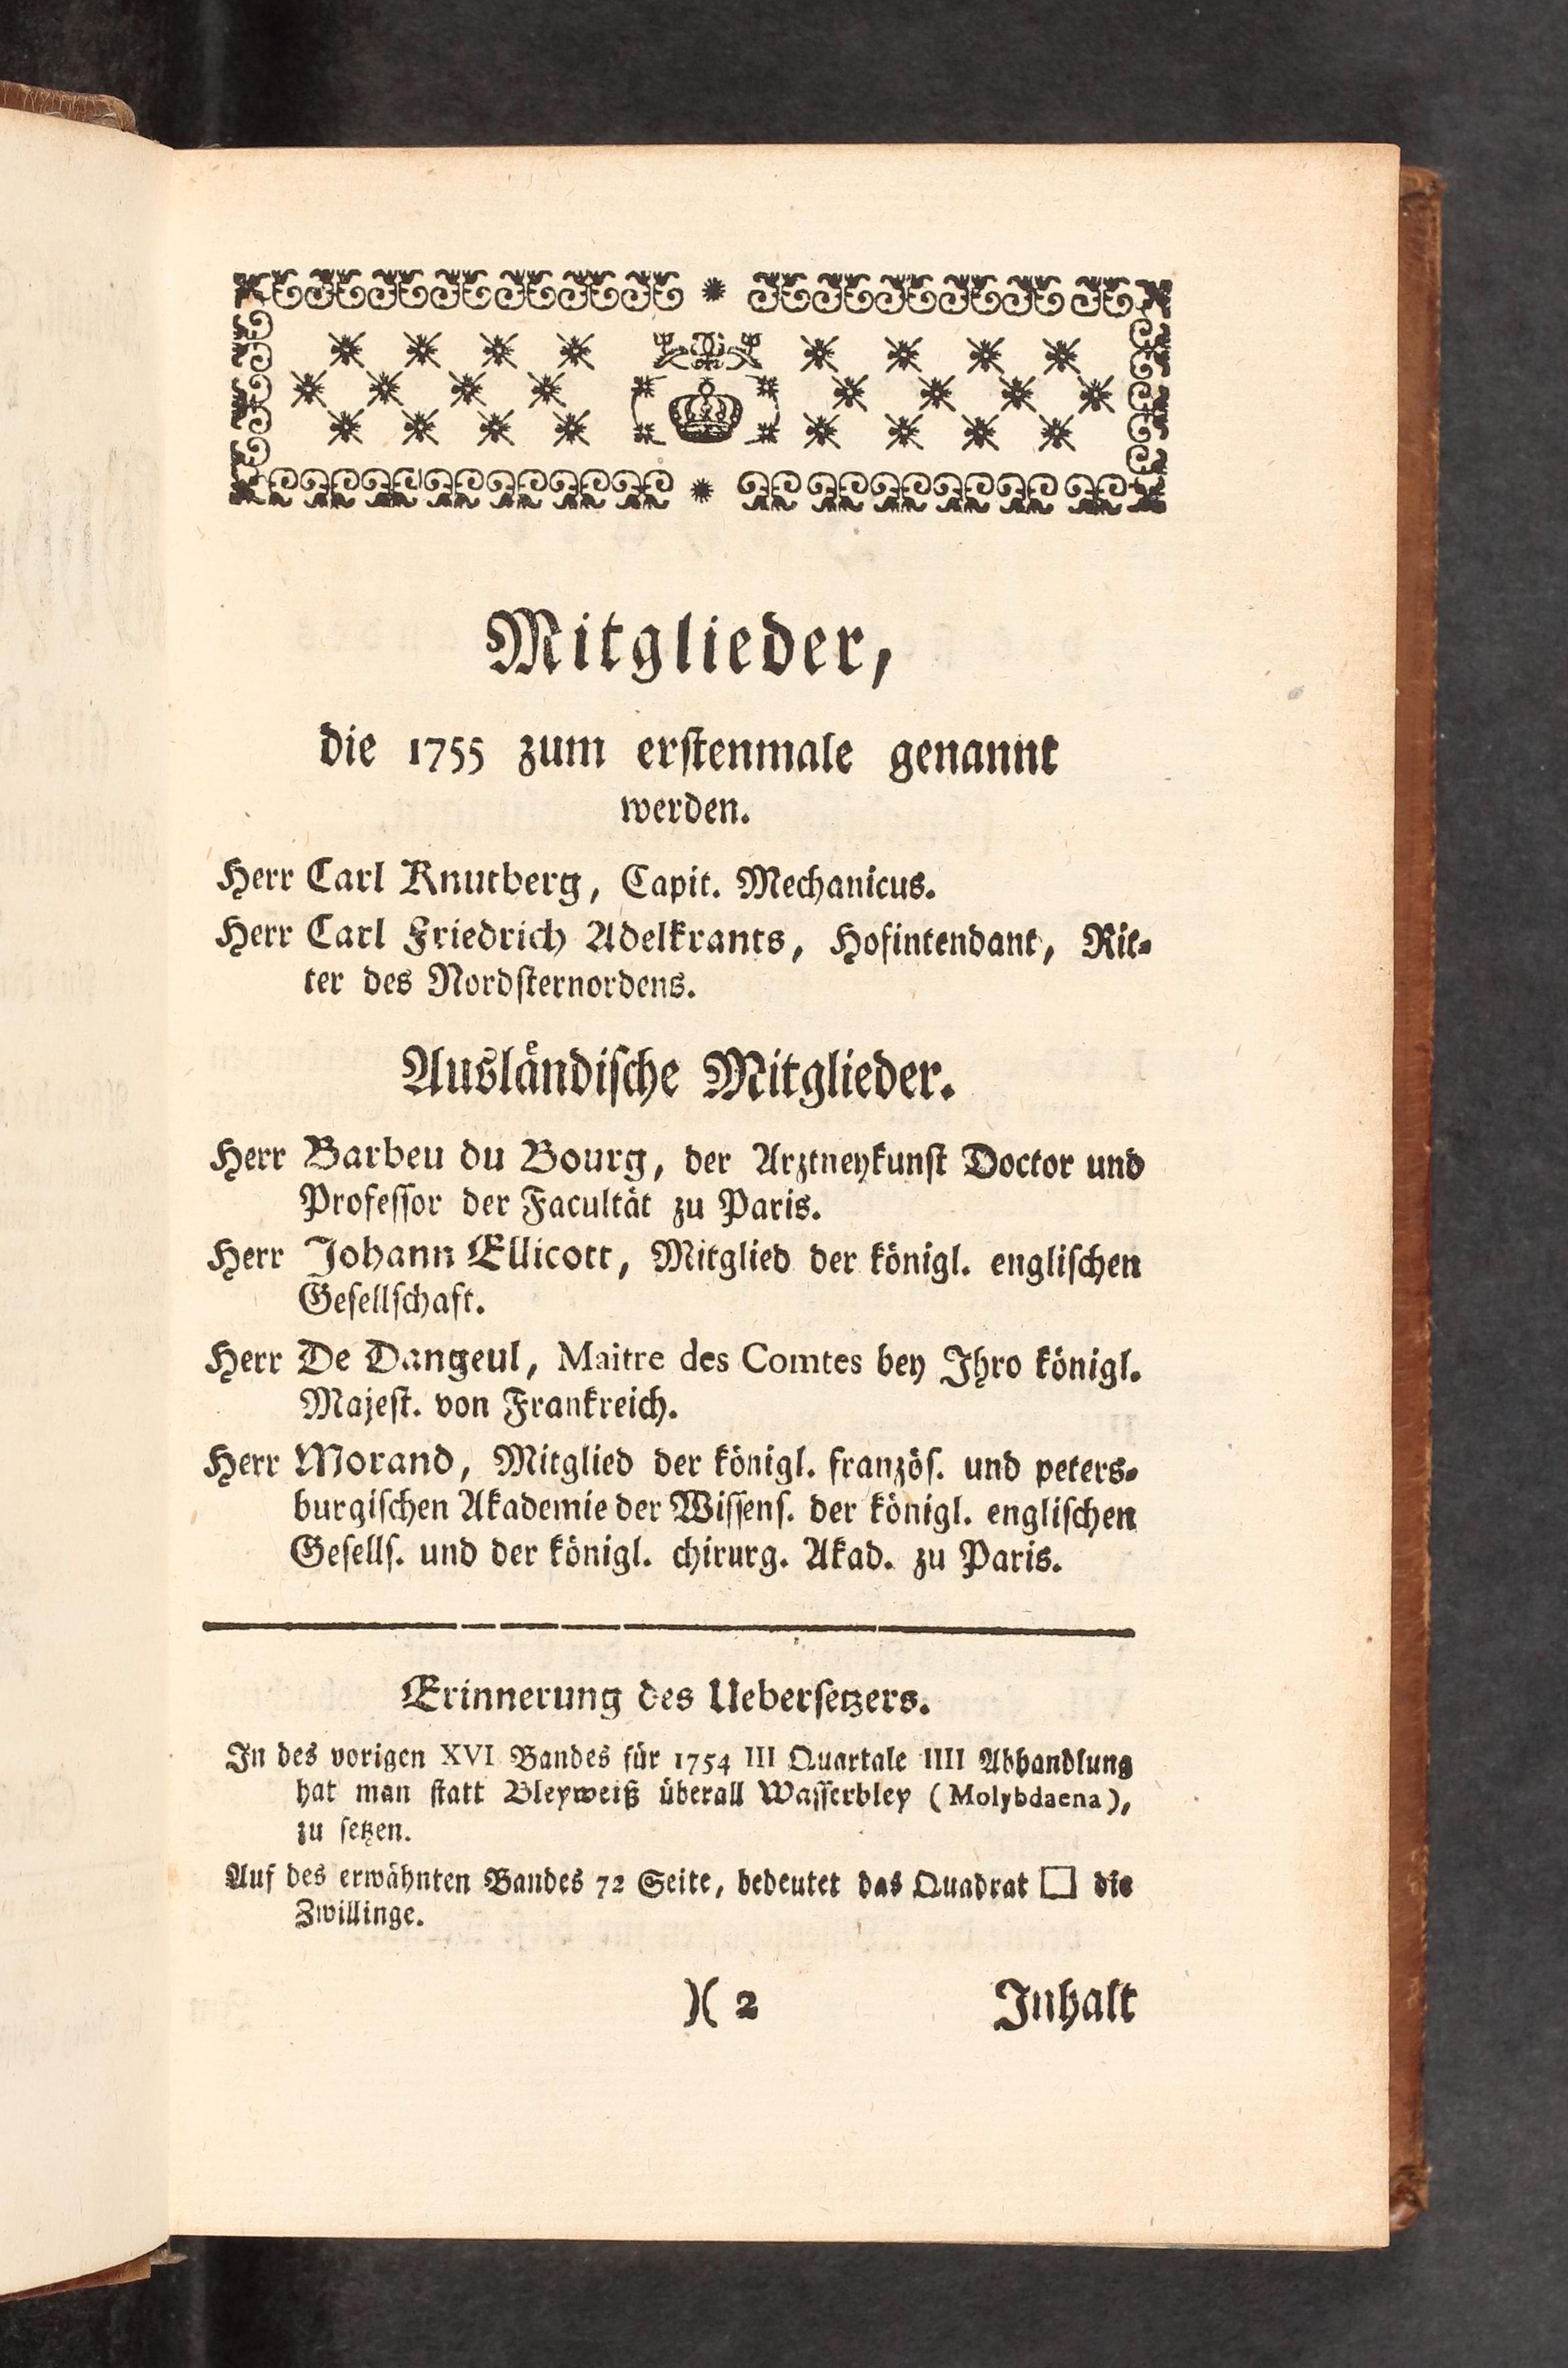 Mitglieder,
die 1755 zum erstenmale genannt
werden.
Herr Carl Knutberg, Capit. Mechanicus.
Herr Carl Friedrich Adelkrants, Hofintendant, Rit-
ter des Nordsternordens.
Ausländische Mitglieder.
Herr Barbeu du Bourg, der Arztneykunst Doctor und
Professor der Facultät zu Paris.
Herr Johann Ellicott, Mitglied der königl. englischen
Gesellschaft.
Herr De Dangeul, Maitre des Comtes bey Ihro königl.
Majest. von Frankreich.
Herr Morand, Mitglied der königl. französ. und peters-
burgischen Akademie der Wissens. der königl. englischen
Gesells. und der königl. chirurg. Akad. zu Paris.
Erinnerung des Uebersetzers.
In des vorigen XVI Bandes für 1754 III Quartale IIII Abhandlung
hat man statt Bleyweiß überall Wasserbley (Molybdaena),
zu setzen.
Auf des erwähnten Bandes 72 Seite, bedeutet das Quadrat □ die
Zwillinge.
)( 2 Inhalt